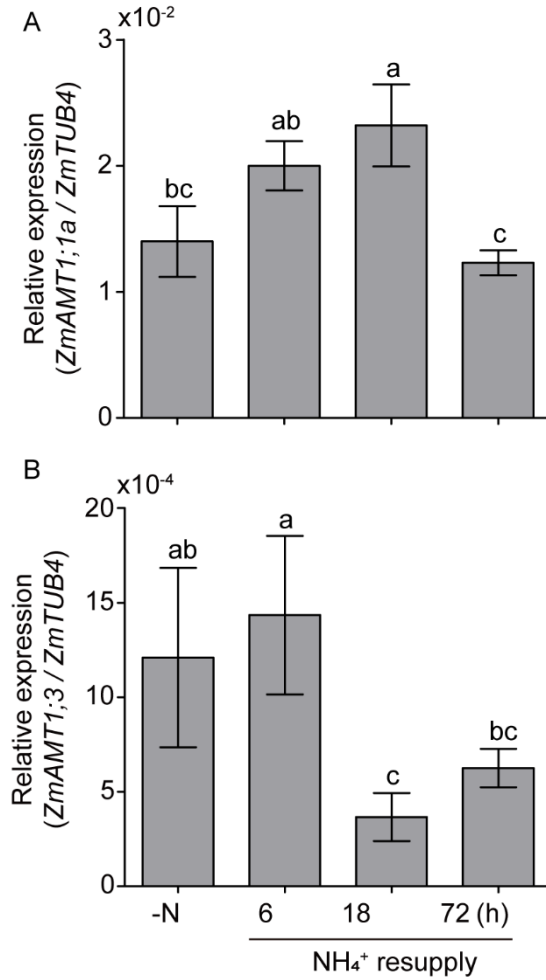 A
x10⁻²
Relative expression
(ZmAMT1;1a / ZmTUB4)
3
2
1
0
bc
ab
a
c
B
x10⁻⁴
Relative expression
(ZmAMT1;3 / ZmTUB4)
20
15
10
5
0
ab
a
c
bc
-N 6 18 72 (h)
NH₄⁺ resupply